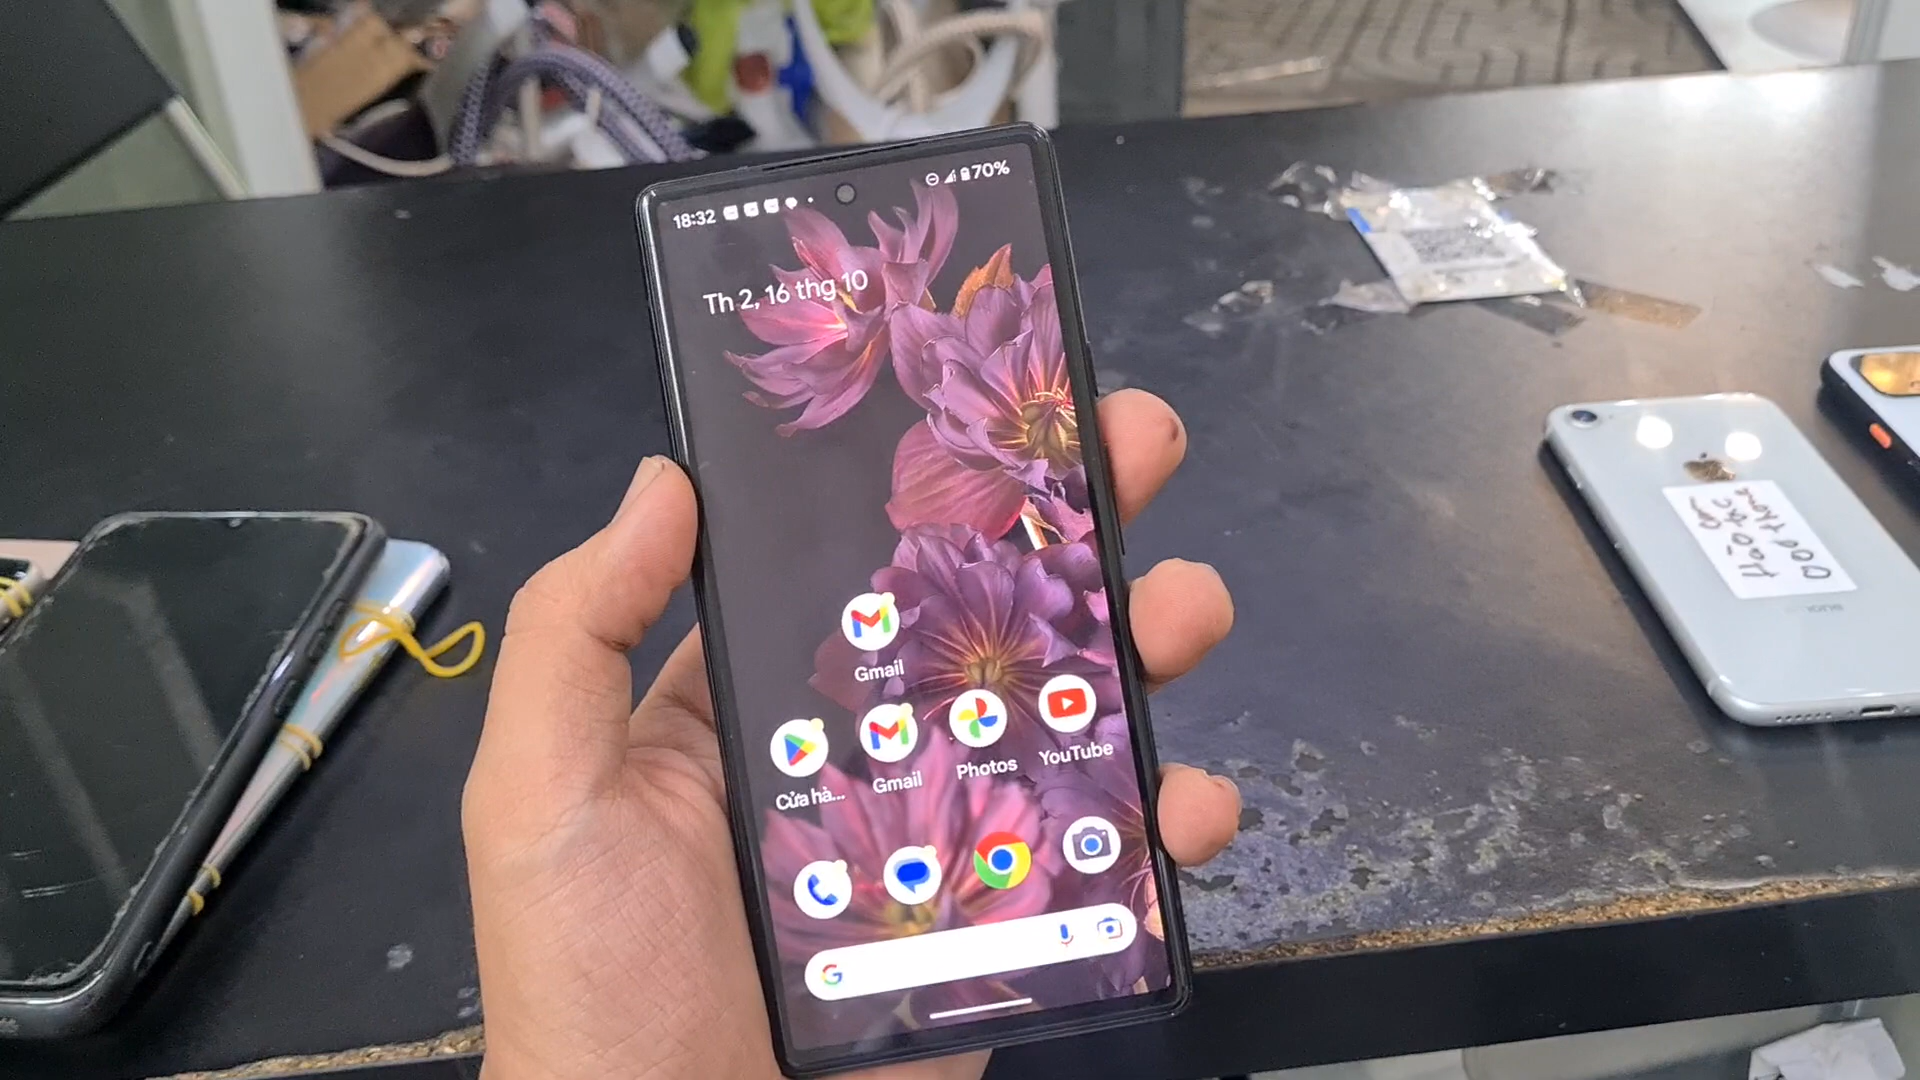 18:32
70%
Th 2, 16 thg 10
Gmail
Cửa hà...
Gmail
Photos
YouTube
G